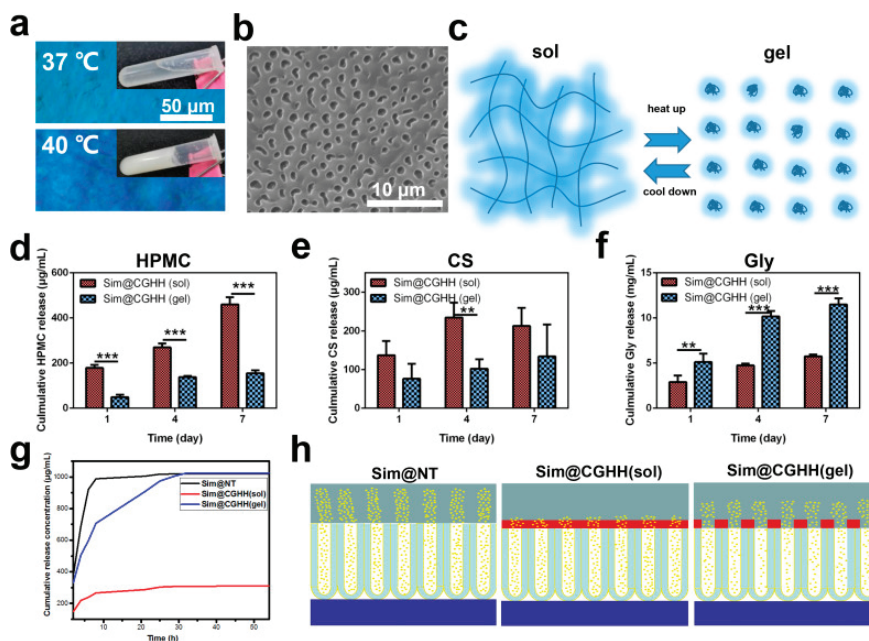 a
37 ℃
50 μm
40 ℃
b
10 μm
c
sol
gel
heat up
cool down
d
HPMC
Culmulative HPMC release (μg/mL)
600
400
200
0
Sim@CGHH (sol)
Sim@CGHH (gel)
***
***
***
1
4
7
Time (day)
e
CS
Culmulative CS release (μg/mL)
300
200
100
0
Sim@CGHH (sol)
Sim@CGHH (gel)
**
1
4
7
Time (day)
f
Gly
Culmulative Gly release (mg/mL)
15
10
5
0
Sim@CGHH (sol)
Sim@CGHH (gel)
**
***
***
1
4
7
Time (day)
g
Cumulative release concentration (μg/mL)
1000
800
600
400
200
Sim@NT
Sim@CGHH(sol)
Sim@CGHH(gel)
10
20
30
40
50
Time (h)
h
Sim@NT
Sim@CGHH(sol)
Sim@CGHH(gel)